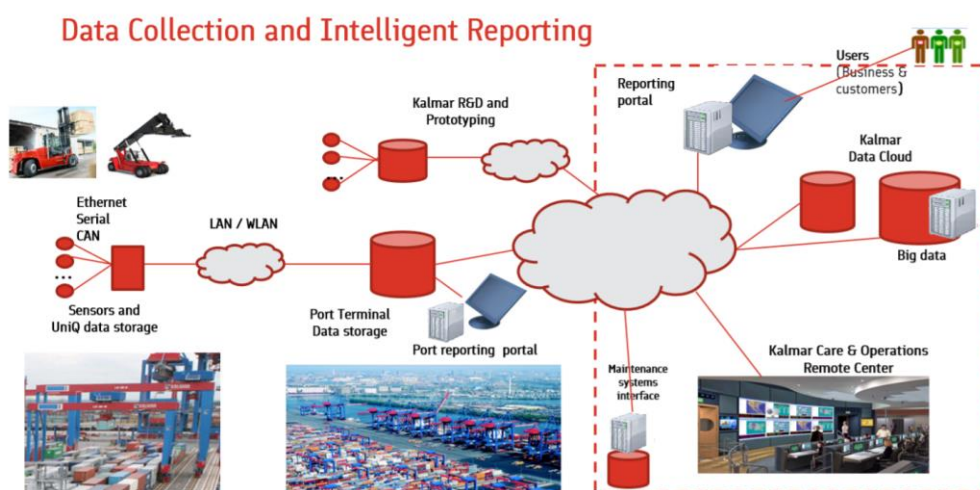 Data Collection and Intelligent Reporting
Users
(Business &
customers)
Reporting
portal
Kalmar R&D and
Prototyping
...
Kalmar
Data Cloud
Ethernet
Serial
CAN
LAN / WLAN
...
Big data
Sensors and
UniQ data storage
Port Terminal
Data storage
Port reporting portal
Kalmar Care & Operations
Remote Center
Maintenance
systems
interface